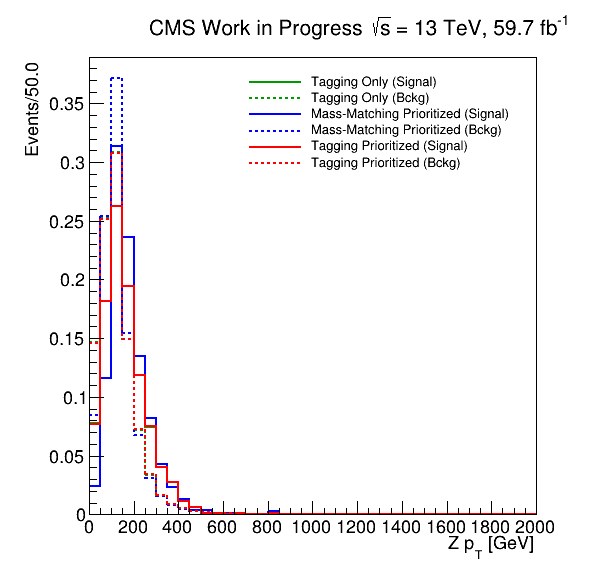 CMS Work in Progress √s = 13 TeV, 59.7 fb⁻¹
Events/50.0
Tagging Only (Signal)
Tagging Only (Bckg)
Mass-Matching Prioritized (Signal)
Mass-Matching Prioritized (Bckg)
Tagging Prioritized (Signal)
Tagging Prioritized (Bckg)
0.35
0.3
0.25
0.2
0.15
0.1
0.05
0
0 200 400 600 800 1000 1200 1400 1600 1800 2000
Z p_T [GeV]